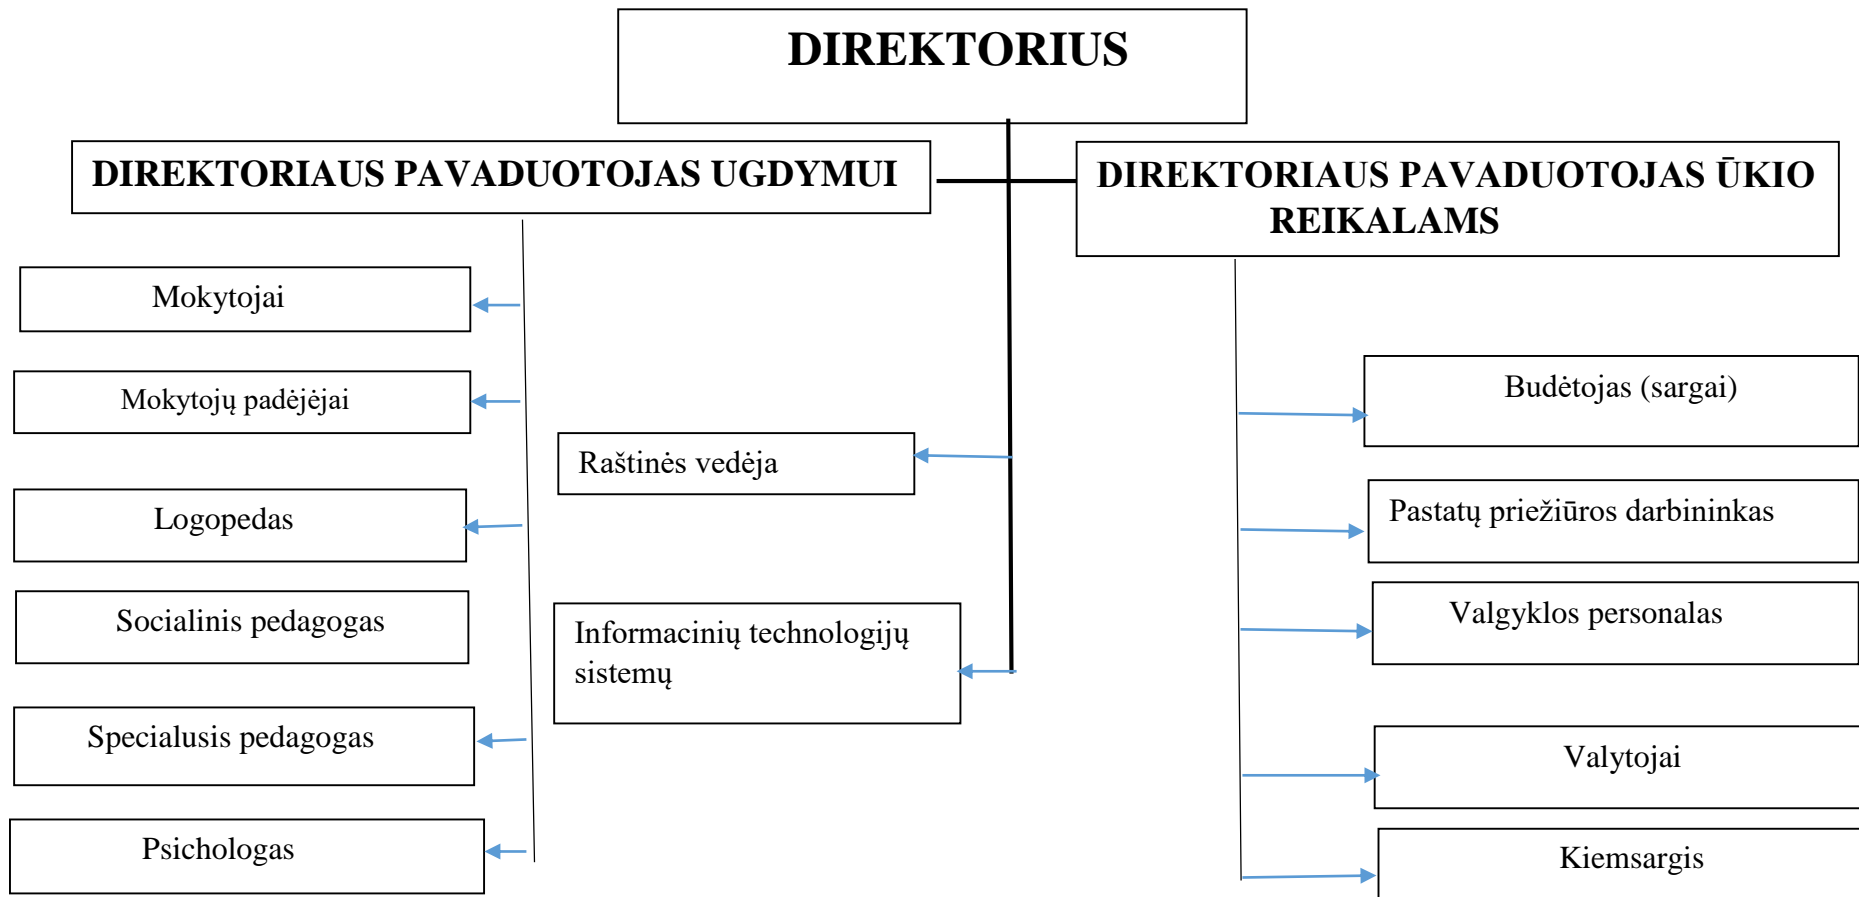 DIREKTORIUS
DIREKTORIAUS PAVADUOTOJAS UGDYMUI
DIREKTORIAUS PAVADUOTOJAS ŪKIO
REIKALAMS
Mokytojai
Mokytojų padėjėjai
Logopedas
Socialinis pedagogas
Specialusis pedagogas
Psichologas
Raštinės vedėja
Informacinių technologijų
sistemų
Budėtojas (sargai)
Pastatų priežiūros darbininkas
Valgyklos personalas
Valytojai
Kiemsargis